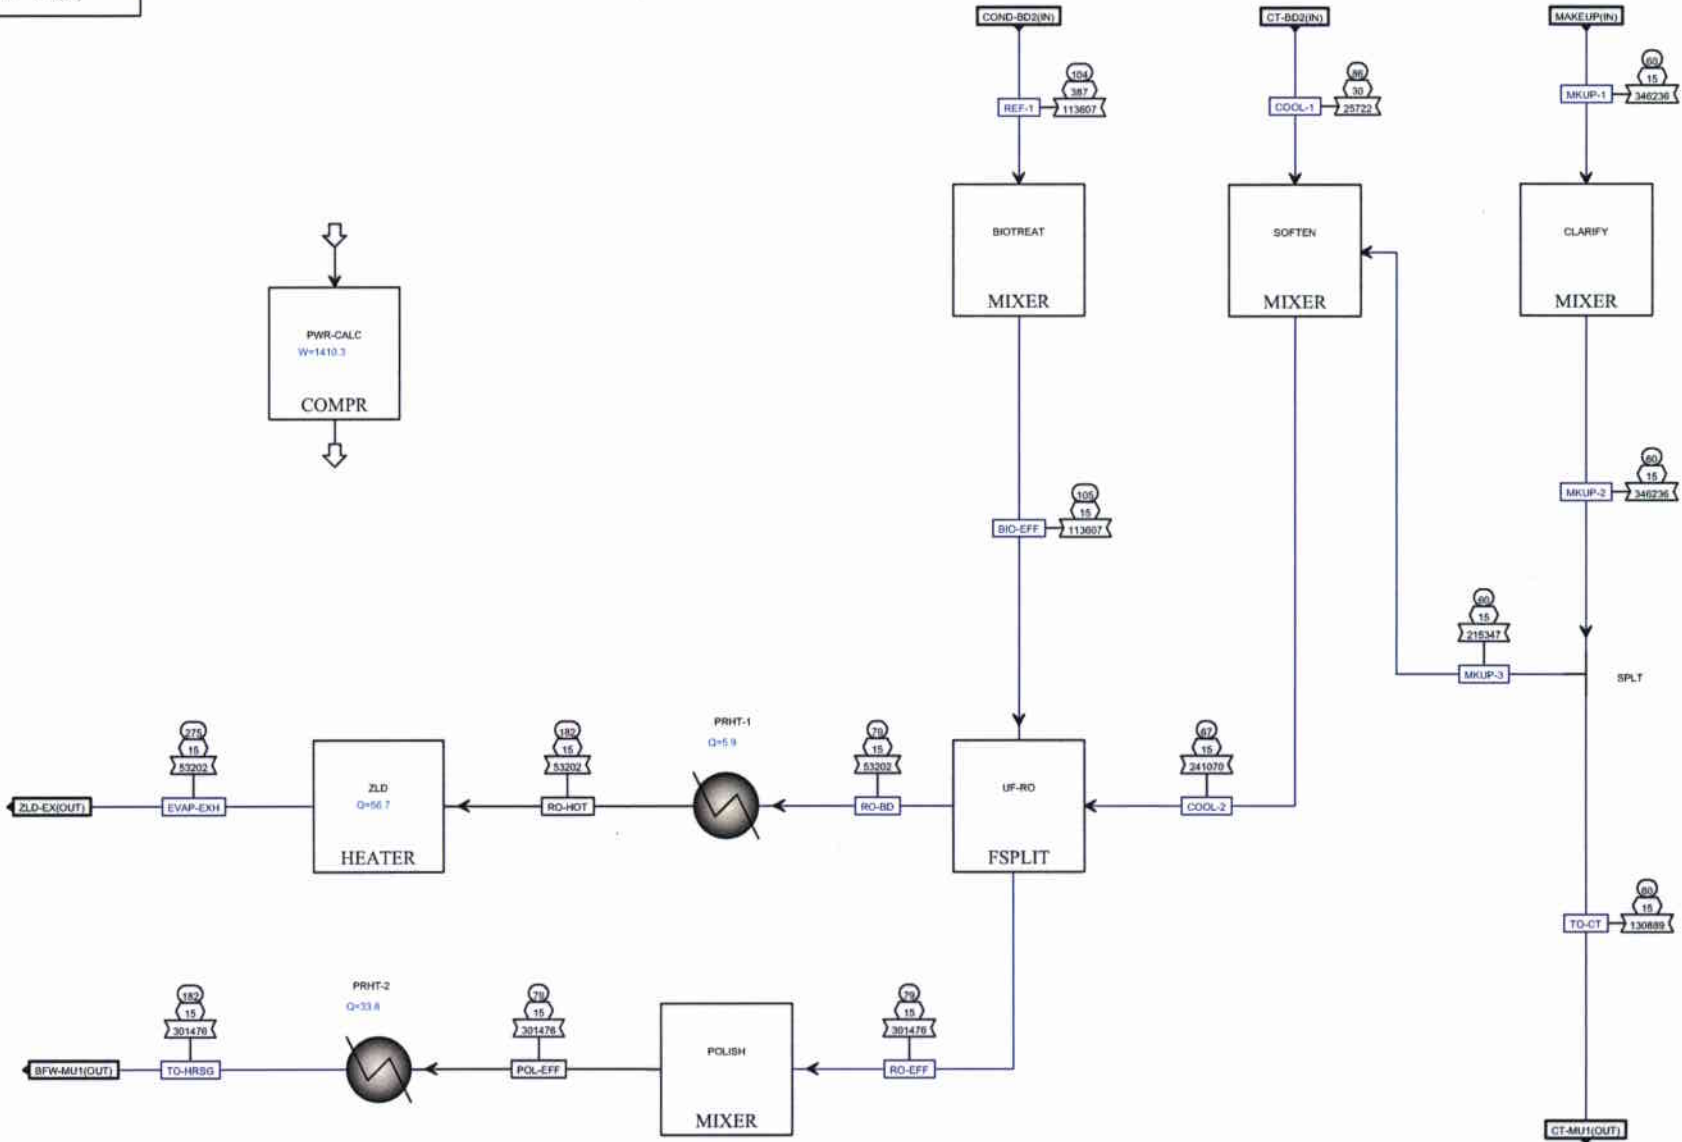 COND-BD2(IN)
CT-BD2(IN)
MAKEUP(IN)
104
387
REF-1
113607
86
30
COOL-1
25722
60
15
MKUP-1
346236
BIOTREAT
MIXER
SOFTEN
MIXER
CLARIFY
MIXER
PWR-CALC
W=1410.3
COMPR
105
15
BIO-EFF
113607
60
15
MKUP-2
346236
60
15
215347
MKUP-3
SPLT
275
15
53202
EVAP-EXH
ZLD-EX(OUT)
ZLD
Q=56.7
HEATER
182
15
53202
RO-HOT
PRHT-1
Q=5.9
79
15
53202
RO-BD
UF-RO
FSPLIT
67
15
241070
COOL-2
60
15
TO-CT
130889
182
15
301476
TO-HRSG
BFW-MU1(OUT)
PRHT-2
Q=33.8
79
15
301476
POL-EFF
POLISH
MIXER
79
15
301476
RO-EFF
CT-MU1(OUT)